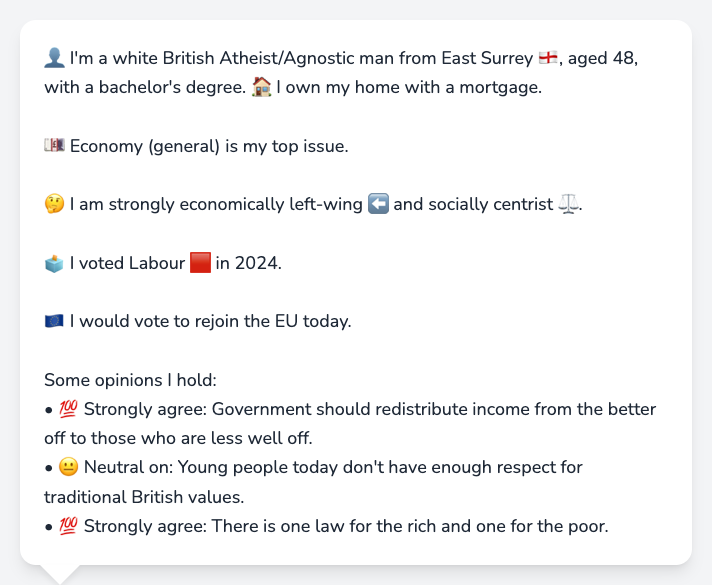 👤 I'm a white British Atheist/Agnostic man from East Surrey 🏴󠁧󠁢󠁥󠁮󠁧󠁿, aged 48,
with a bachelor's degree. 🏠 I own my home with a mortgage.
💷 Economy (general) is my top issue.
🤔 I am strongly economically left-wing ⬅️ and socially centrist ⚖️.
🗳️ I voted Labour 🟥 in 2024.
🇪🇺 I would vote to rejoin the EU today.
Some opinions I hold:
• 💯 Strongly agree: Government should redistribute income from the better
off to those who are less well off.
• 😐 Neutral on: Young people today don't have enough respect for
traditional British values.
• 💯 Strongly agree: There is one law for the rich and one for the poor.